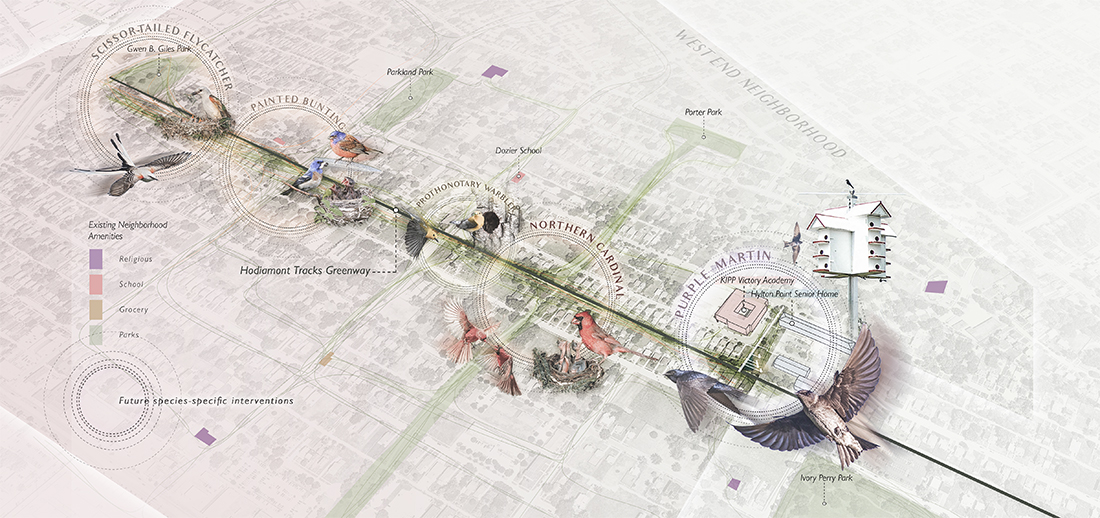 SCISSOR-TAILED FLYCATCHER
Gwen B. Giles Park
PAINTED BUNTING
Parkland Park
WEST END NEIGHBORHOOD
Porter Park
Dozier School
PROTHONOTARY WARBLER
NORTHERN CARDINAL
Existing Neighborhood
Amenities
Religious
School
Grocery
Parks
Hodiamont Tracks Greenway
PURPLE MARTIN
KIPP Victory Academy
Hylton Point Senior Home
Future species-specific interventions
Ivory Perry Park